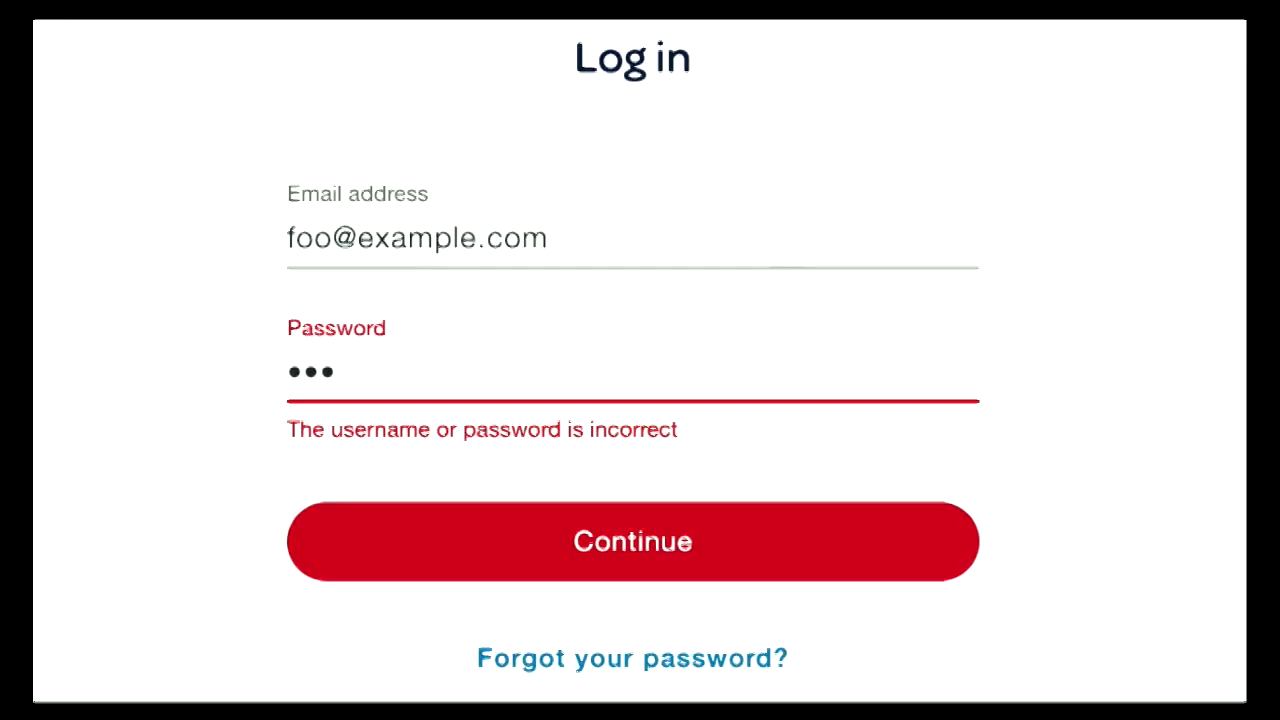 Log in
Email address
foo@example.com
Password
•••
The username or password is incorrect
Continue
Forgot your password?